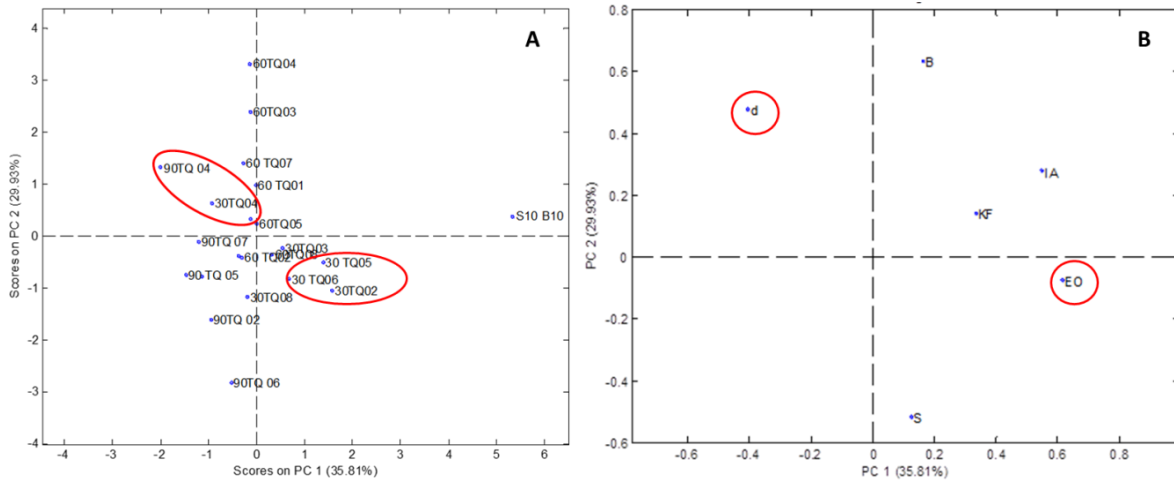 A
4
3
2
1
0
-1
-2
-3
-4
Scores on PC 2 (29.93%)
60TQ04
60TQ03
60 TQ07
90TQ 04
60 TQ01
30TQ04
S10 B10
60TQ05
90TQ 07
30TQ03
60 TQ02
30 TQ05
90TQ 05
30 TQ06
30TQ02
30TQ08
90TQ 02
90TQ 06
-4 -3 -2 -1 0 1 2 3 4 5 6
Scores on PC 1 (35.81%)
B
0.8
0.6
0.4
0.2
0
-0.2
-0.4
-0.6
PC 2 (29.93%)
B
d
IA
KF
EO
S
-0.6 -0.4 -0.2 0 0.2 0.4 0.6 0.8
PC 1 (35.81%)